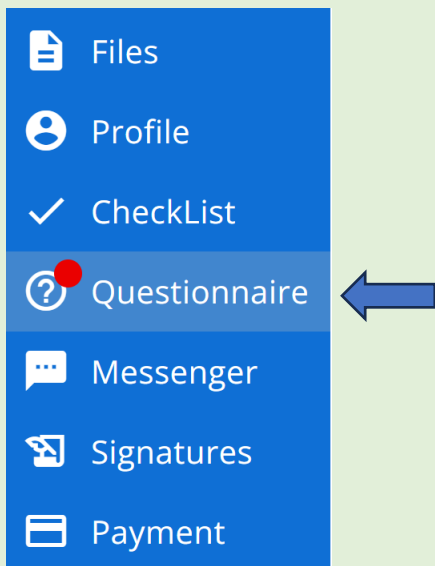 Files
Profile
CheckList
Questionnaire
Messenger
Signatures
Payment